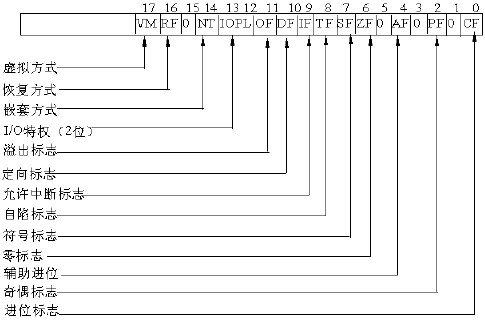 17 16 15 14 13 12 11 10 9 8 7 6 5 4 3 2 1 0
VM RF 0 NT IOPL OF DF IF TF SF ZF 0 AF 0 PF 0 CF
虚拟方式
恢复方式
嵌套方式
I/O特权（2位）
溢出标志
定向标志
允许中断标志
自陷标志
符号标志
零标志
辅助进位
奇偶标志
进位标志